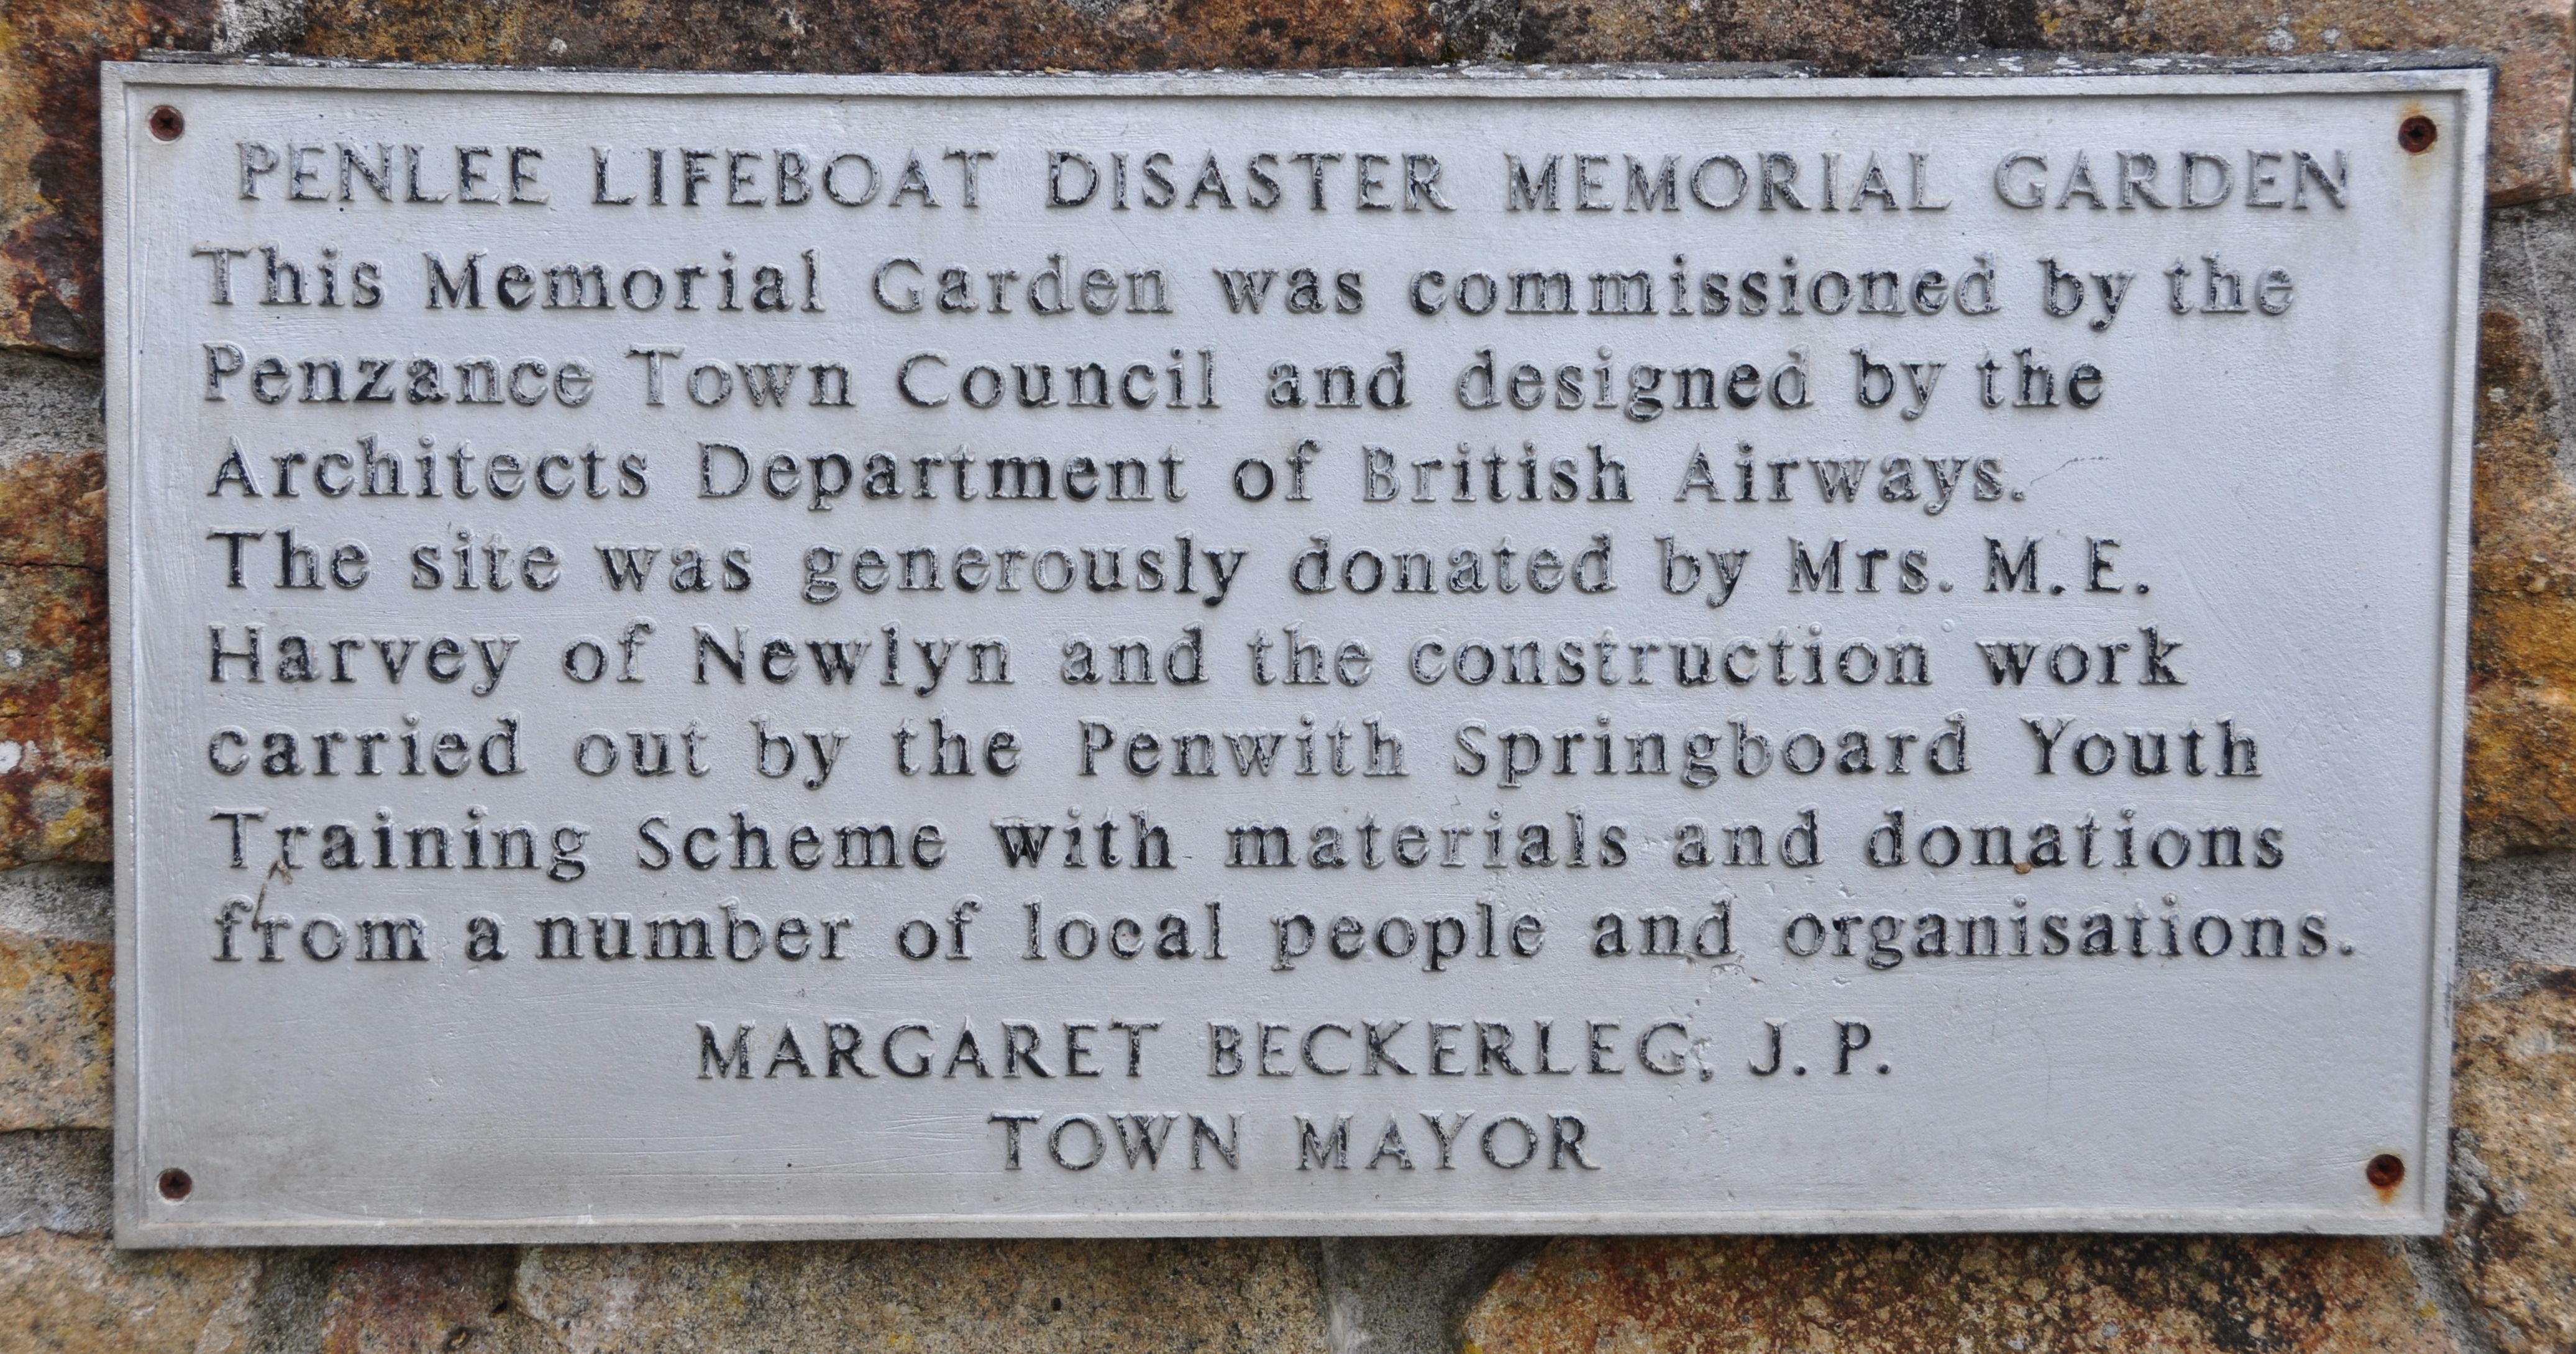 PENLEE LIFEBOAT DISASTER MEMORIAL GARDEN
This Memorial Garden was commissioned by the
Penzance Town Council and designed by the
Architects Department of British Airways.
The site was generously donated by Mrs. M.E.
Harvey of Newlyn and the construction work
carried out by the Penwith Springboard Youth
Training Scheme with materials and donations
from a number of local people and organisations.
MARGARET BECKERLEG, J.P.
TOWN MAYOR